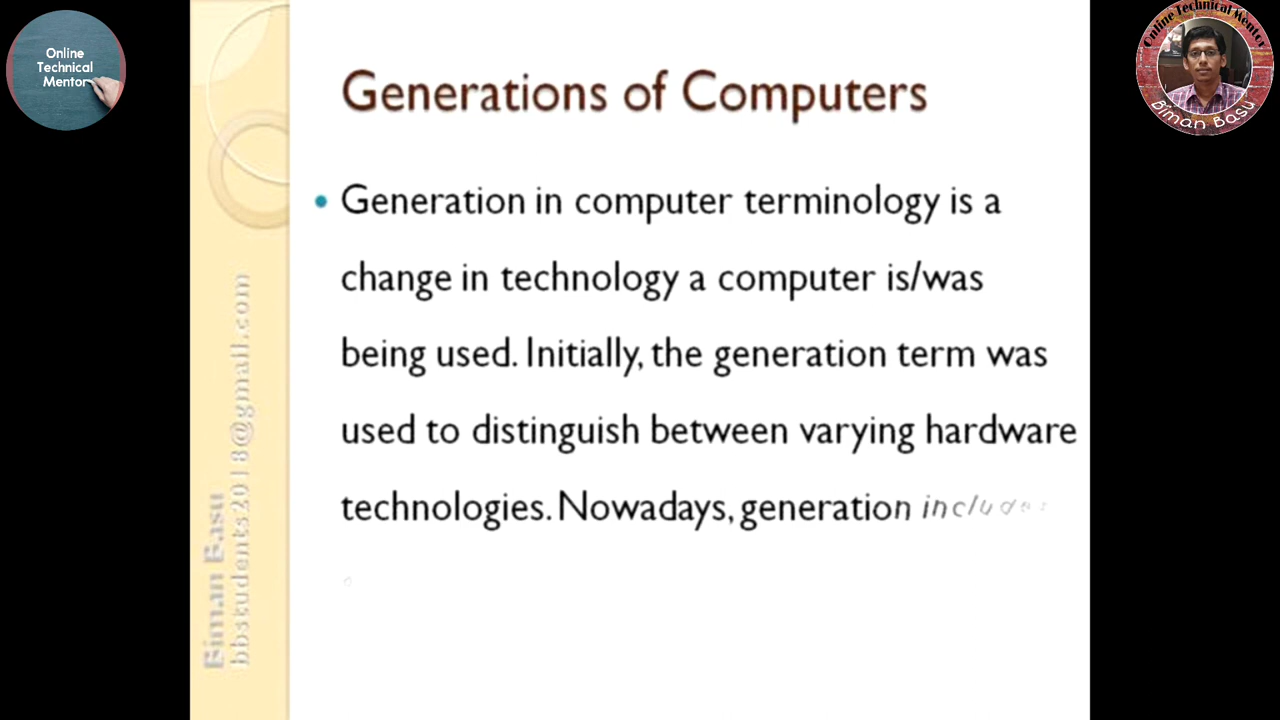 Online
Technical
Mentor
Online Technical Mentor
Biman Basu
Generations of Computers
• Generation in computer terminology is a
change in technology a computer is/was
being used. Initially, the generation term was
used to distinguish between varying hardware
technologies. Nowadays, generation includes
Biman Basu
bbstudents2018@gmail.com